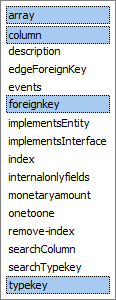 array
column
description
edgeForeignKey
events
foreignkey
implementsEntity
implementsInterface
index
internalonlyfields
monetaryamount
onetoone
remove-index
searchColumn
searchTypekey
typekey